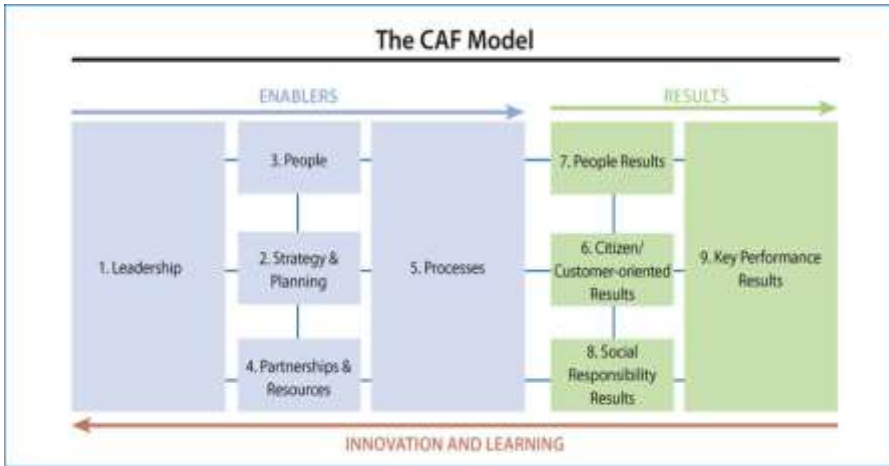 The CAF Model
ENABLERS
RESULTS
1. Leadership
3. People
2. Strategy &
Planning
4. Partnerships &
Resources
5. Processes
7. People Results
6. Citizen/
Customer-oriented
Results
8. Social
Responsibility
Results
9. Key Performance
Results
INNOVATION AND LEARNING